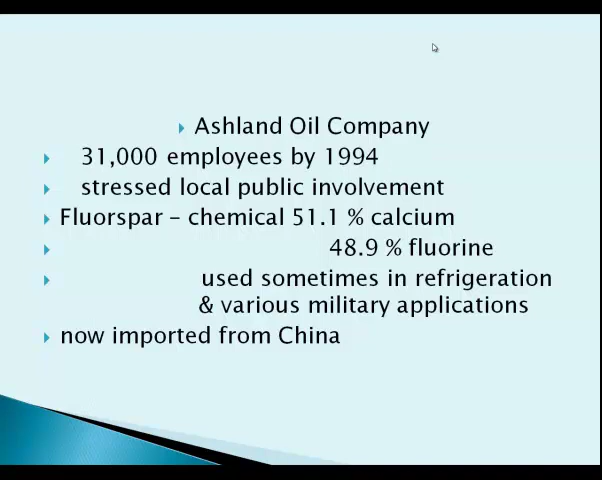 Ashland Oil Company
31,000 employees by 1994
stressed local public involvement
Fluorspar – chemical 51.1 % calcium
48.9 % fluorine
used sometimes in refrigeration
& various military applications
now imported from China